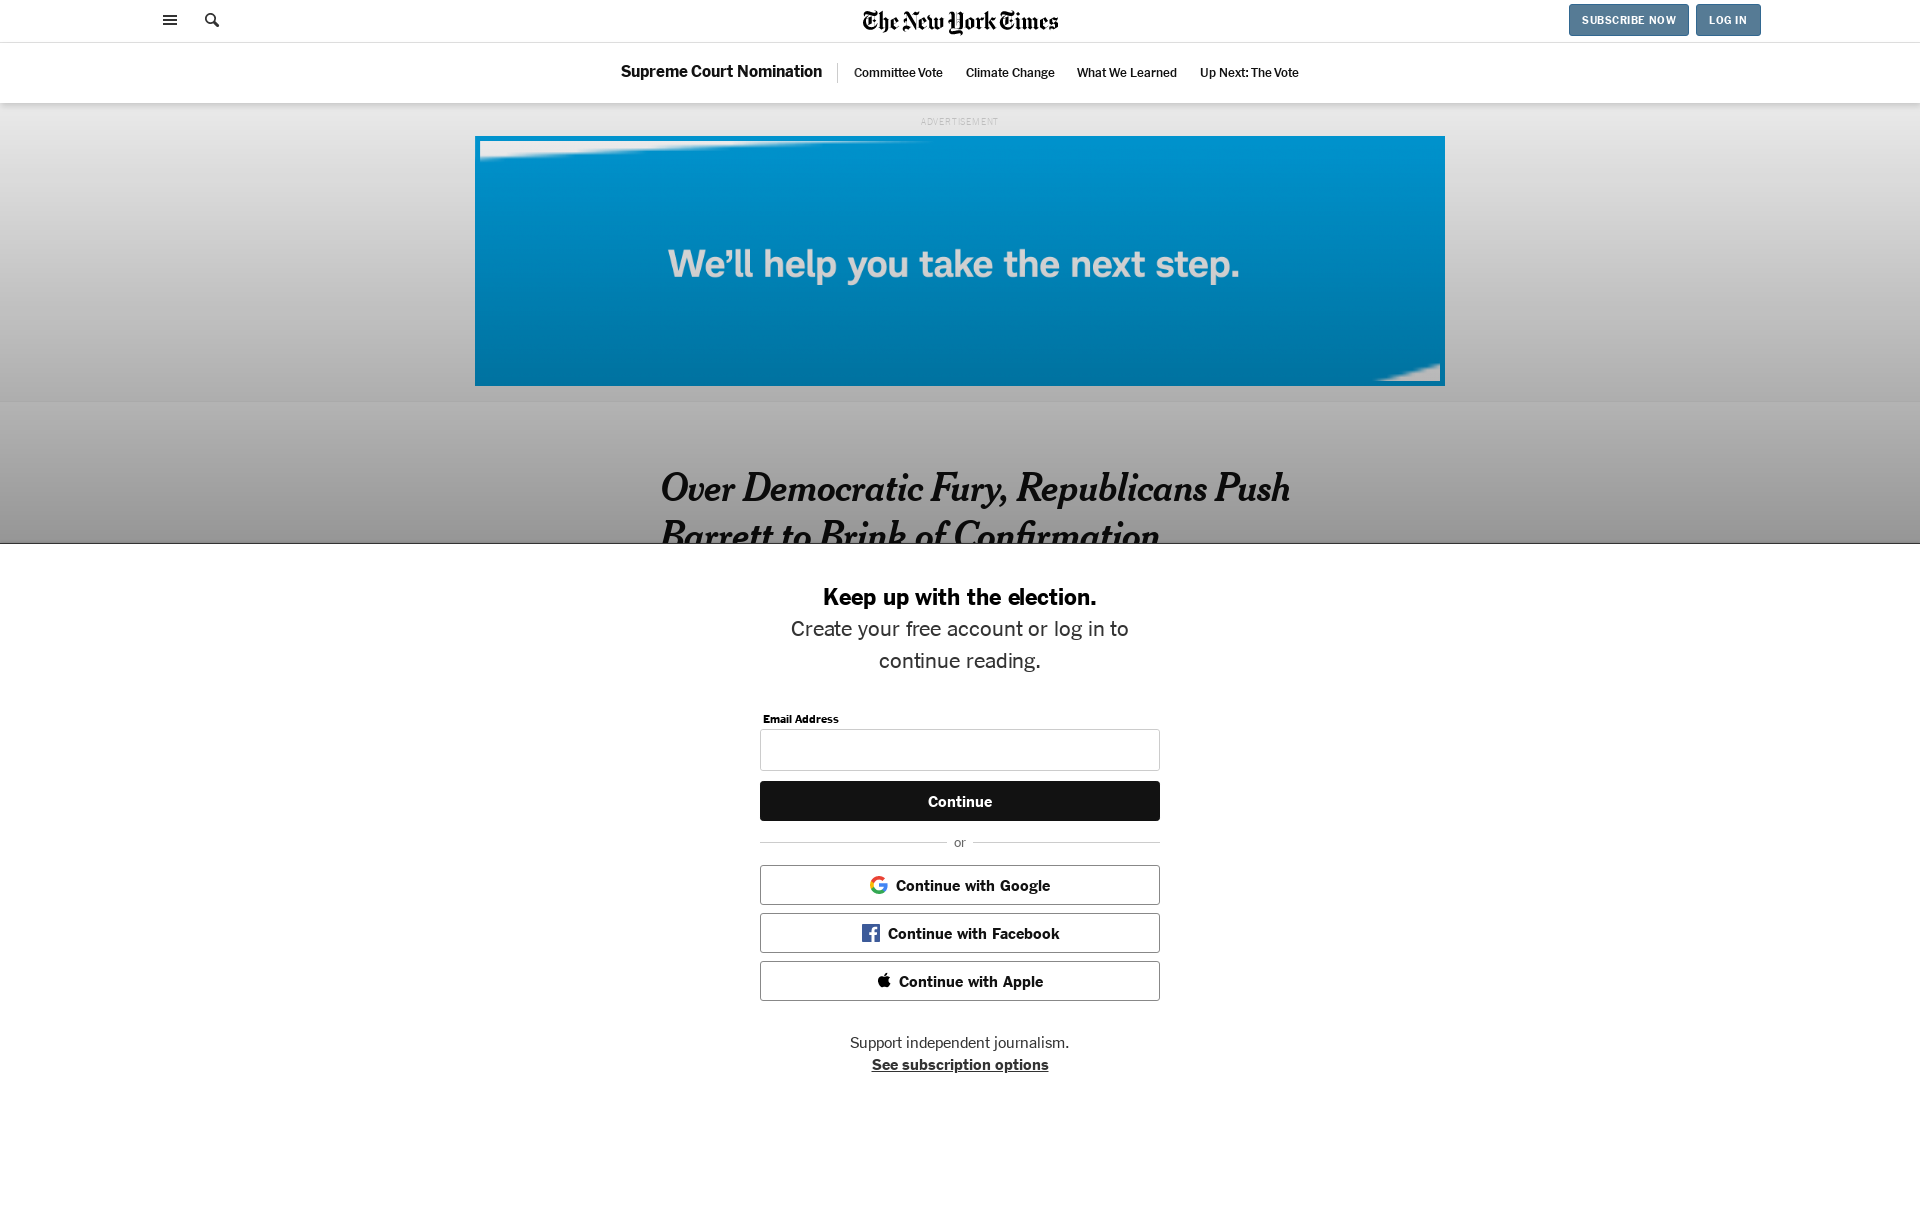 The New York Times
SUBSCRIBE NOW
LOG IN
Supreme Court Nomination
Committee Vote
Climate Change
What We Learned
Up Next: The Vote
ADVERTISEMENT
We'll help you take the next step.
Over Democratic Fury, Republicans Push
Barrett to Brink of Confirmation
Keep up with the election.
Create your free account or log in to
continue reading.
Email Address
Continue
or
Continue with Google
Continue with Facebook
Continue with Apple
Support independent journalism.
See subscription options